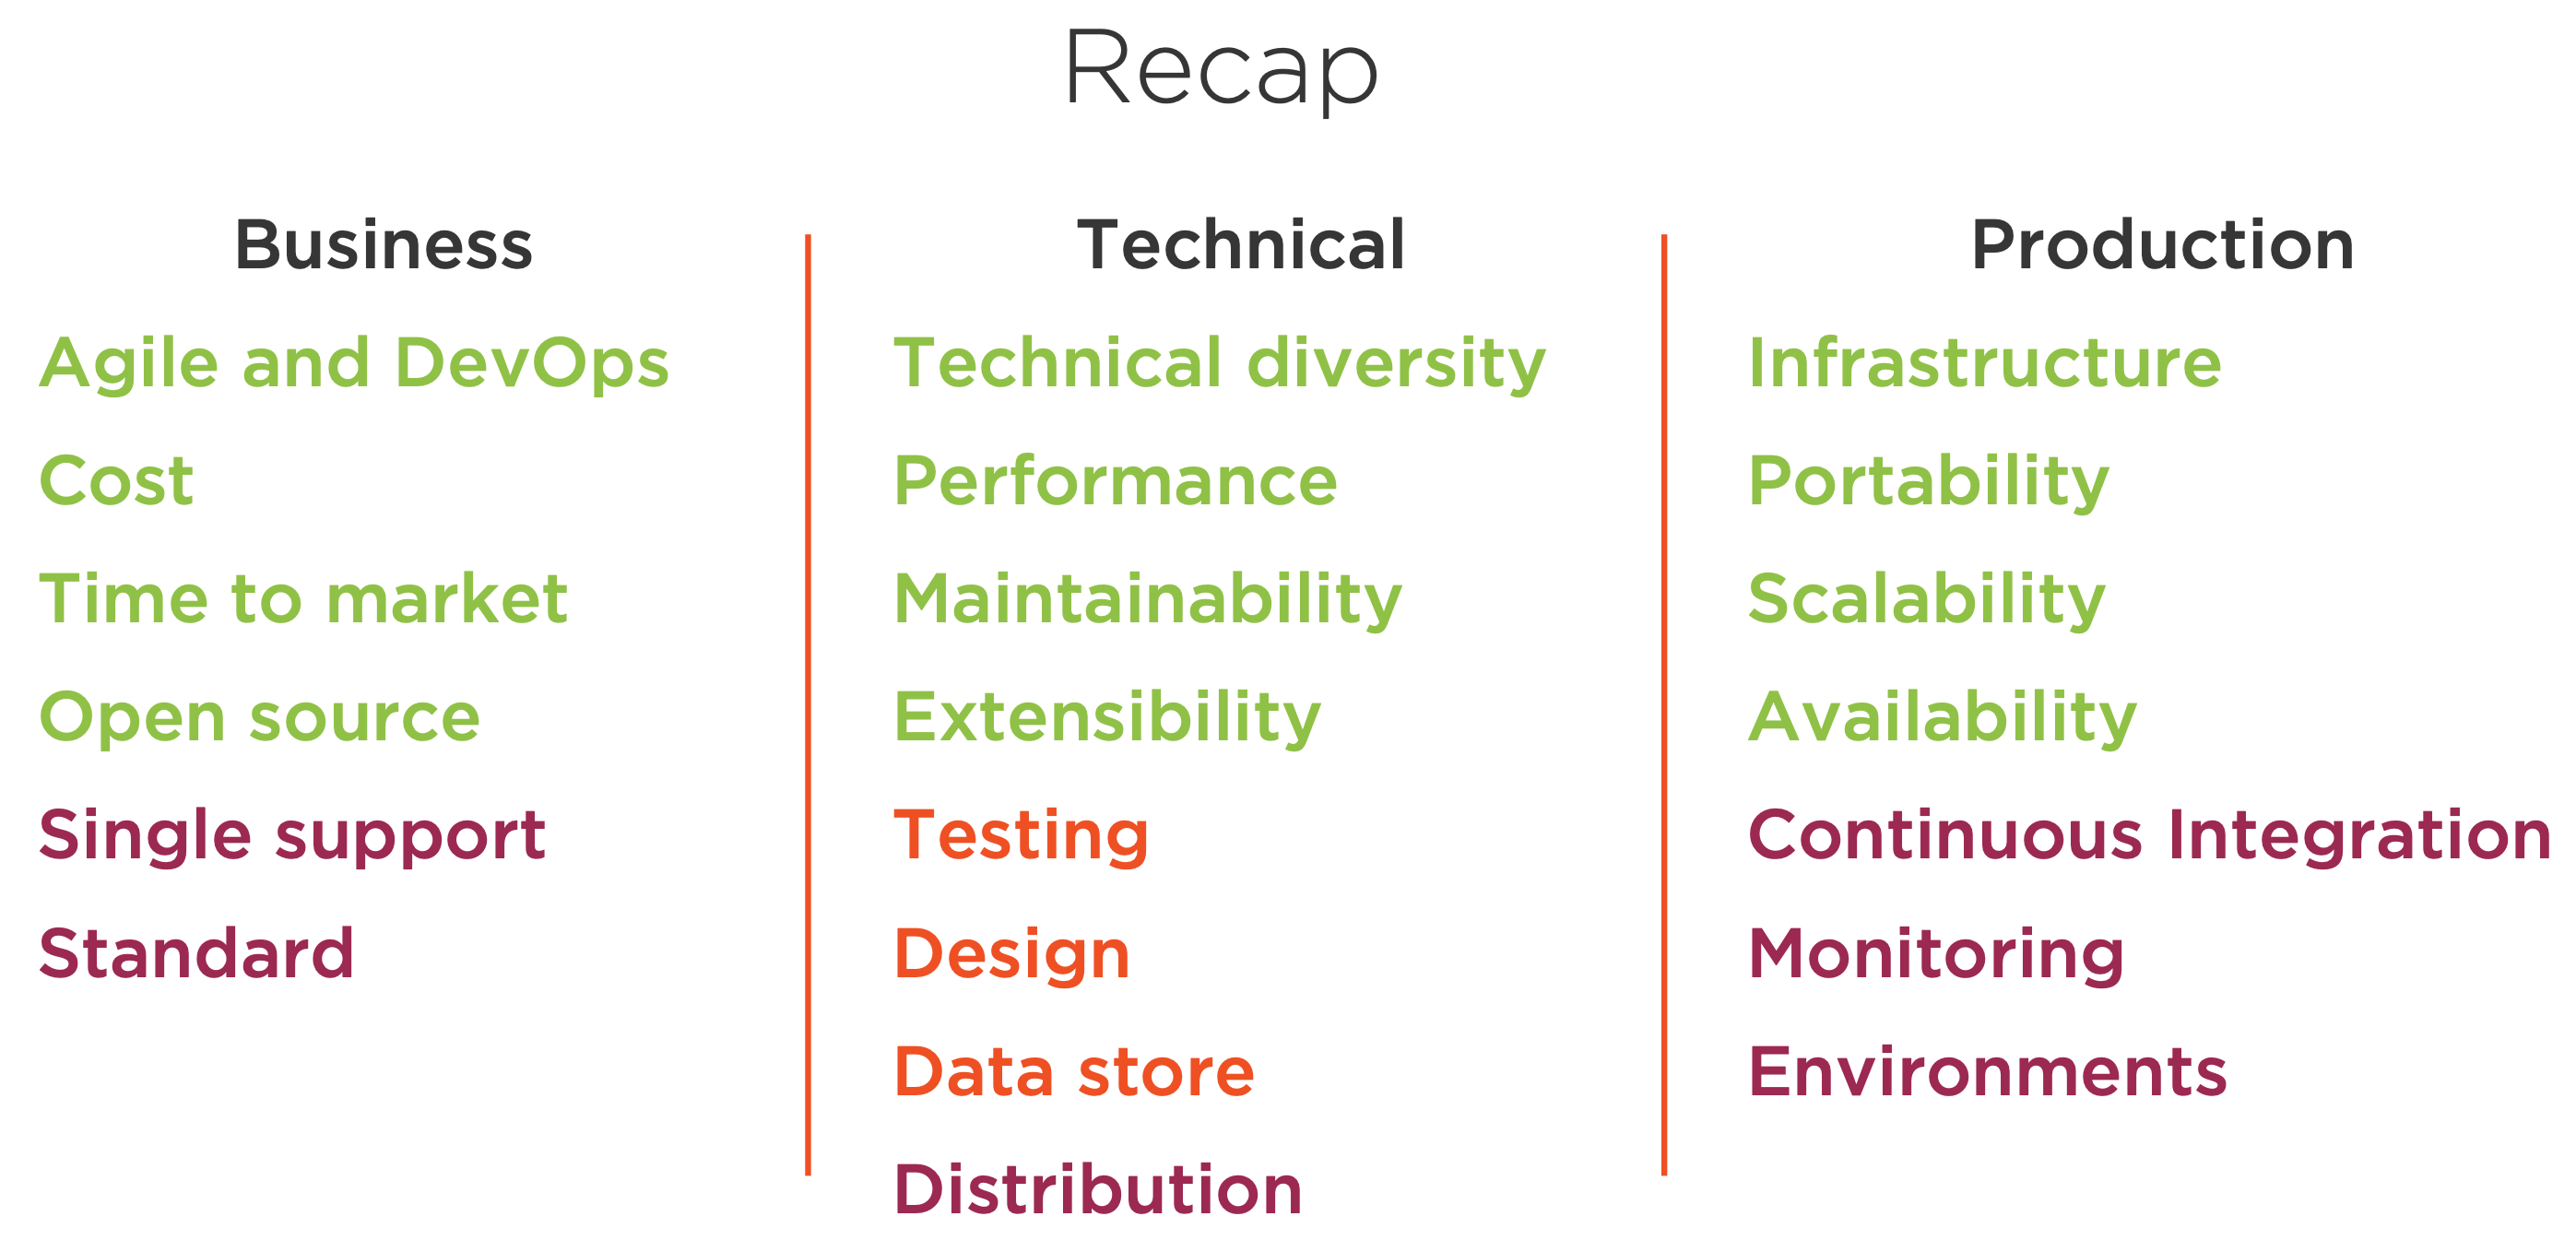 Recap
Business
Agile and DevOps
Cost
Time to market
Open source
Single support
Standard
Technical
Technical diversity
Performance
Maintainability
Extensibility
Testing
Design
Data store
Distribution
Production
Infrastructure
Portability
Scalability
Availability
Continuous Integration
Monitoring
Environments